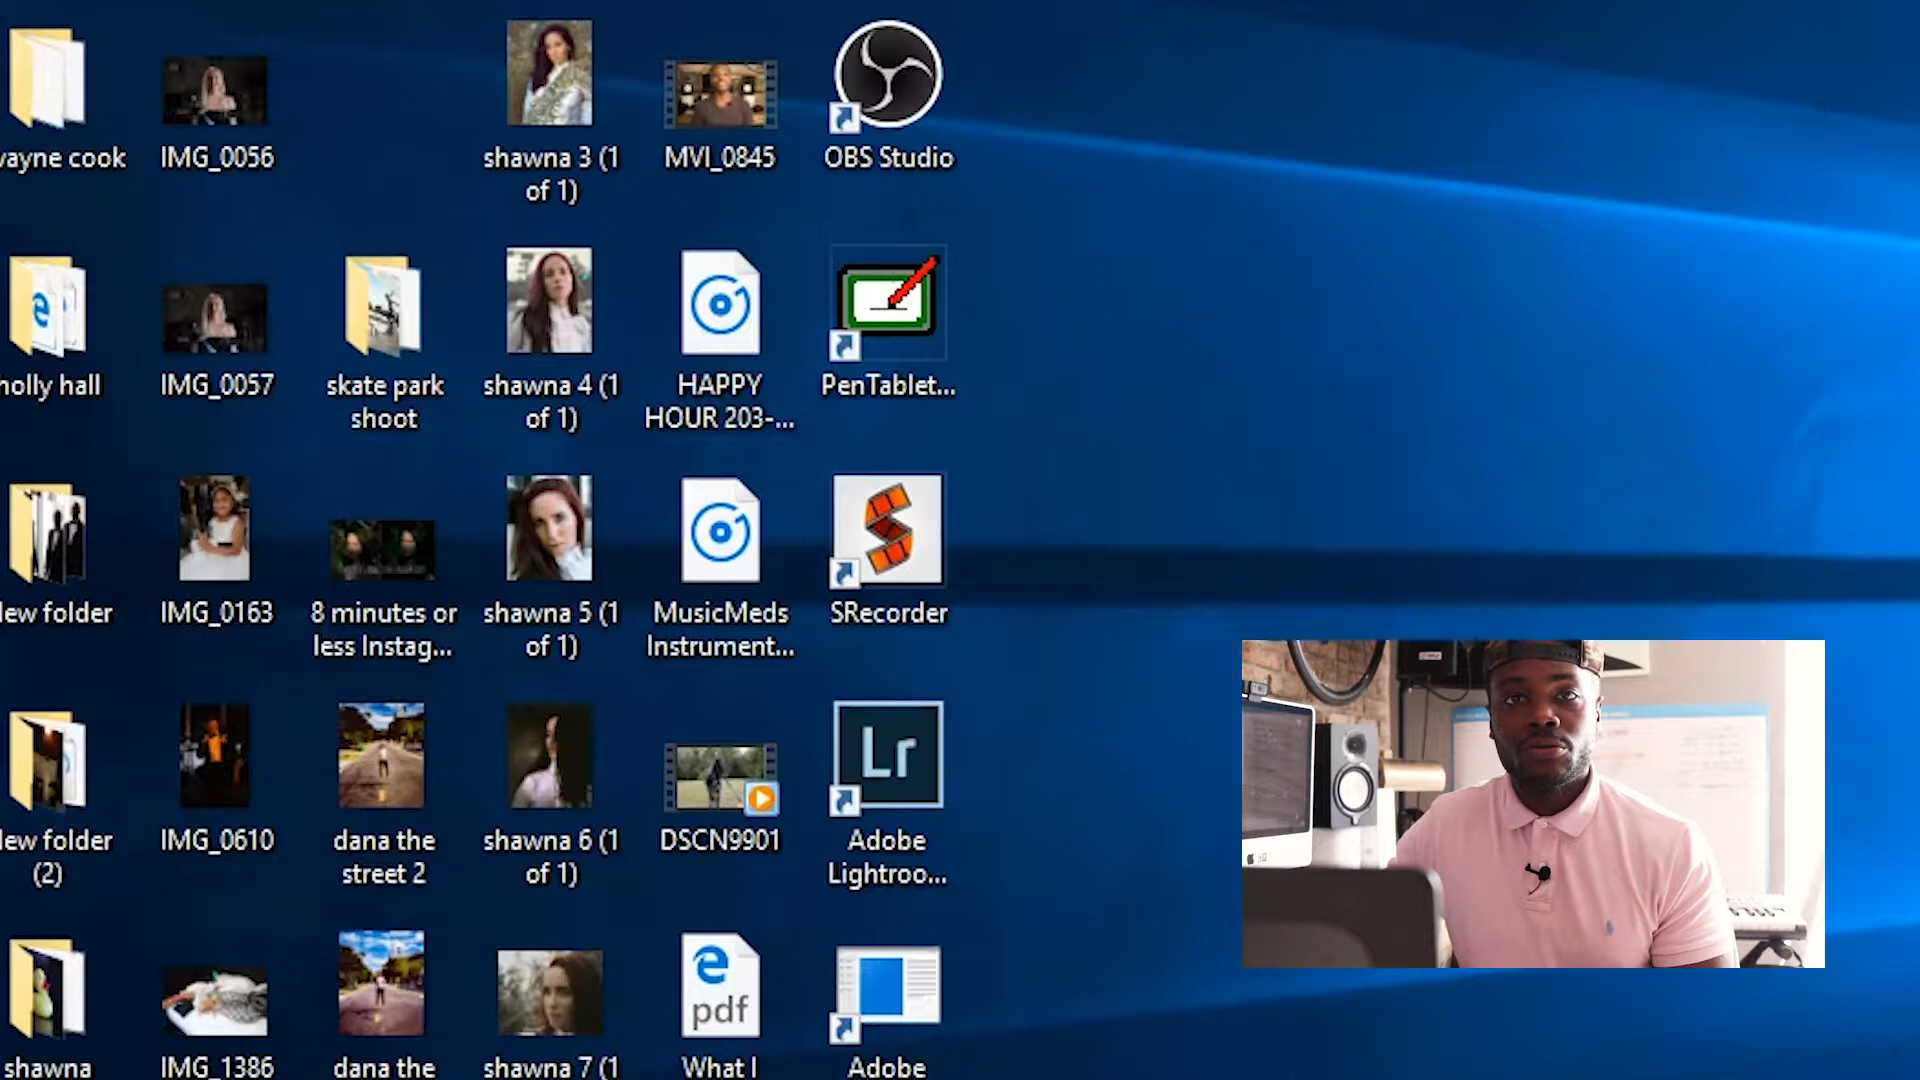 wayne cook
IMG_0056
shawna 3 (1
of 1)
MVI_0845
OBS Studio
holly hall
IMG_0057
skate park
shoot
shawna 4 (1
of 1)
HAPPY
HOUR 203-...
PenTablet...
New folder
IMG_0163
8 minutes or
less Instag...
shawna 5 (1
of 1)
MusicMeds
Instrument...
SRecorder
New folder
(2)
IMG_0610
dana the
street 2
shawna 6 (1
of 1)
DSCN9901
Lr
Adobe
Lightroo...
shawna
IMG_1386
dana the
shawna 7 (1
pdf
What I
Adobe